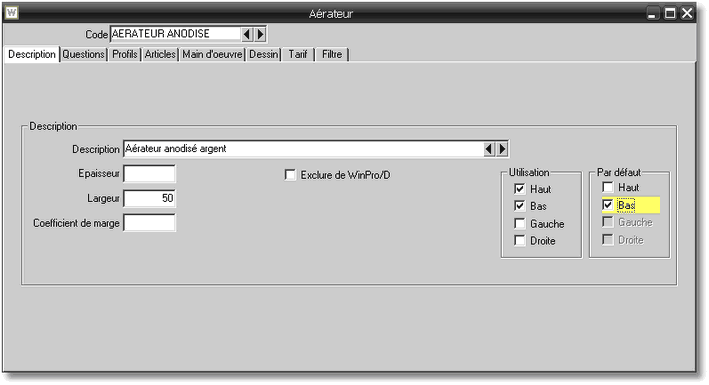 W Aérateur
Code AERATEUR ANODISE
Description Questions Profils Articles Main d'oeuvre Dessin Tarif Filtre
Description
Description Aérateur anodisé argent
Epaisseur Exclure de WinPro/D Utilisation Par défaut
Haut Haut
Largeur 50
Bas Bas
Coefficient de marge Gauche Gauche
Droite Droite